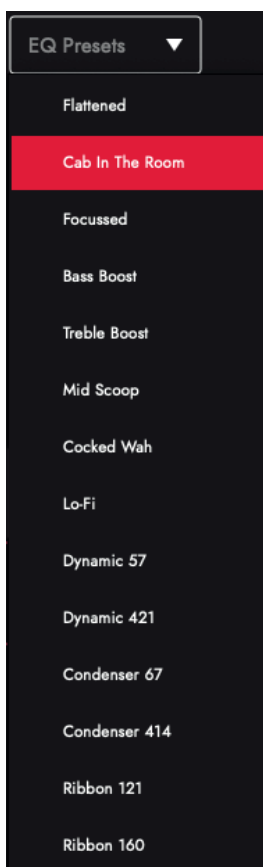 EQ Presets
Flattened
Cab In The Room
Focussed
Bass Boost
Treble Boost
Mid Scoop
Cocked Wah
Lo-Fi
Dynamic 57
Dynamic 421
Condenser 67
Condenser 414
Ribbon 121
Ribbon 160